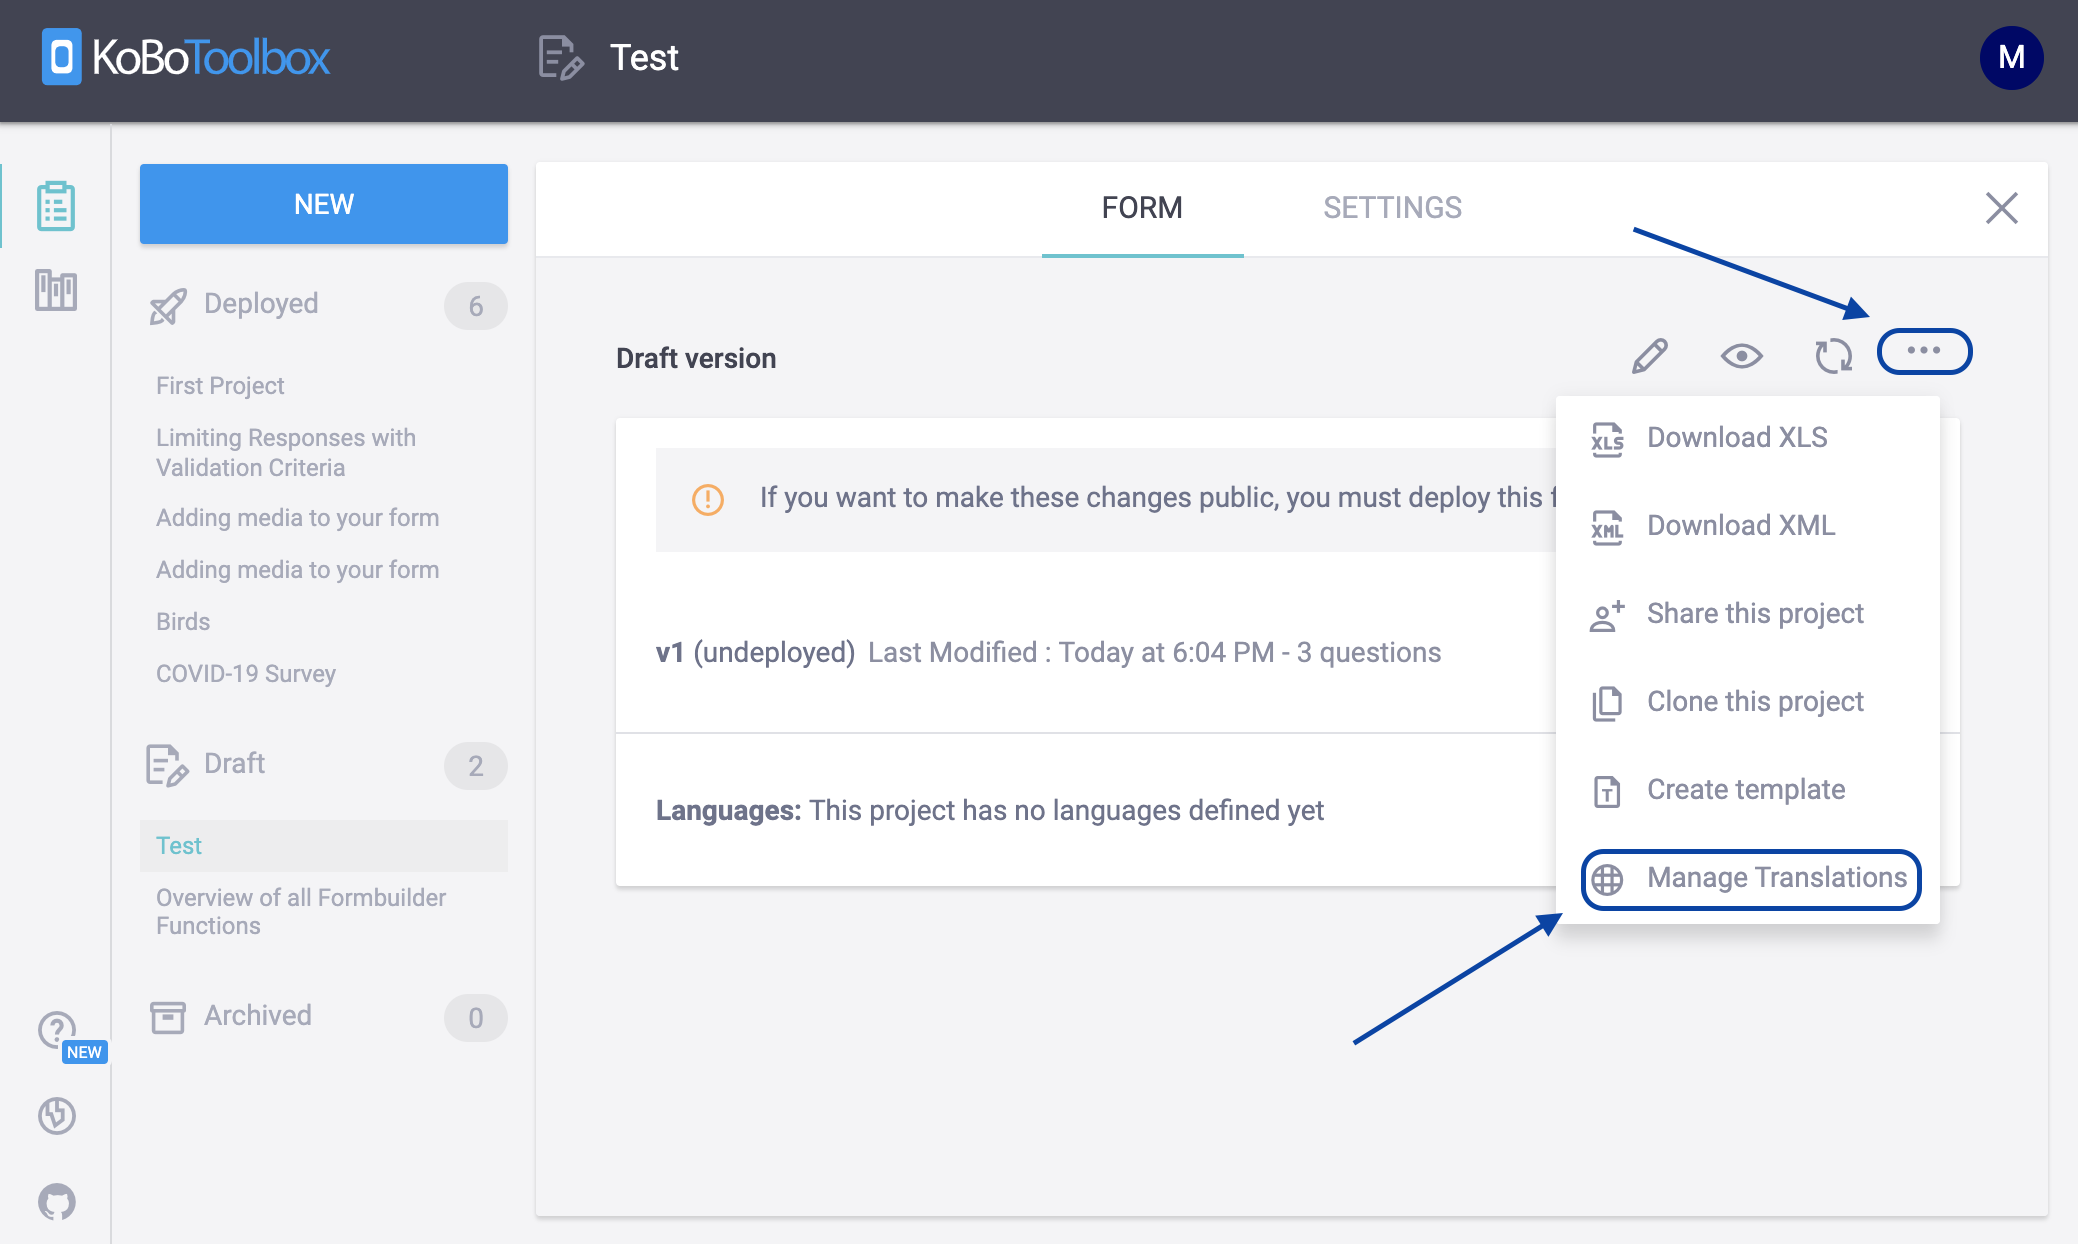 KoBoToolbox
Test
M
NEW
Deployed
6
First Project
Limiting Responses with
Validation Criteria
Adding media to your form
Adding media to your form
Birds
COVID-19 Survey
Draft
2
Test
Overview of all Formbuilder
Functions
Archived
0
NEW
FORM
SETTINGS
Draft version
If you want to make these changes public, you must deploy this f
v1 (undeployed) Last Modified : Today at 6:04 PM - 3 questions
Languages: This project has no languages defined yet
XLS Download XLS
XML Download XML
Share this project
Clone this project
T Create template
Manage Translations